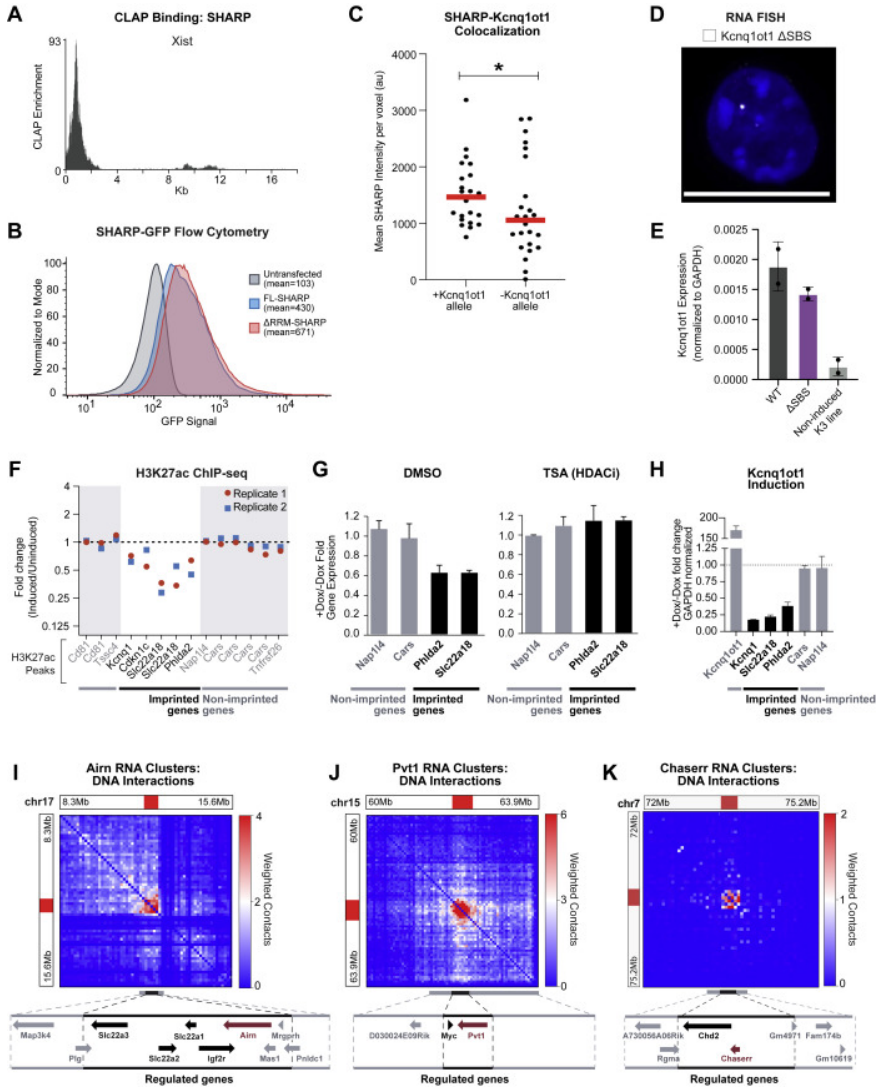 A
CLAP Binding: SHARP
Xist
93
0
CLAP Enrichment
0 4 8 12 16
Kb
B
SHARP-GFP Flow Cytometry
100
80
60
40
20
0
Normalized to Mode
Untransfected
(mean=103)
FL-SHARP
(mean=430)
ΔRRM-SHARP
(mean=671)
10¹ 10² 10³ 10⁴
GFP Signal
C
SHARP-Kcnq1ot1
Colocalization
*
4000
3000
2000
1000
0
Mean SHARP Intensity per voxel (au)
+Kcnq1ot1
allele
-Kcnq1ot1
allele
D
RNA FISH
Kcnq1ot1 ΔSBS
E
0.0025
0.0020
0.0015
0.0010
0.0005
0.0000
Kcnq1ot1 Expression
(normalized to GAPDH)
WT
ΔSBS
Non-induced
K3 line
F
H3K27ac ChIP-seq
Replicate 1
Replicate 2
4
2
1
0.5
0.25
0.125
Fold change
(Induced/Uninduced)
H3K27ac
Peaks
Cd81
Cd81
Tssc4
Kcnq1
Cdkn1c
Slc22a18
Slc22a18
Phlda2
Nap1l4
Cars
Cars
Cars
Cars
Tnfrsf26
Imprinted
genes
Non-imprinted
genes
G
DMSO
1.2
1.0
0.8
0.6
0.4
0.2
0.0
+Dox/-Dox Fold
Gene Expression
Nap1l4
Cars
Phlda2
Slc22a18
Non-imprinted
genes
Imprinted
genes
TSA (HDACi)
1.2
1.0
0.8
0.6
0.4
0.2
0.0
Nap1l4
Cars
Phlda2
Slc22a18
Non-imprinted
genes
Imprinted
genes
H
Kcnq1ot1
Induction
200
150
1.25
1.00
0.75
0.50
0.25
0.00
+Dox/-Dox fold change
GAPDH normalized
Kcnq1ot1
Kcnq1
Slc22a18
Phlda2
Cars
Nap1l4
Imprinted
genes
Non-imprinted
genes
I
Airn RNA Clusters:
DNA Interactions
chr17
8.3Mb 15.6Mb
8.3Mb
15.6Mb
4
2
0
Weighted Contacts
Map3k4
Plgl
Slc22a3
Slc22a2
Slc22a1
Igf2r
Airn
Mas1
Mrgprh
Pnldc1
Regulated genes
J
Pvt1 RNA Clusters:
DNA Interactions
chr15
60Mb 63.9Mb
60Mb
63.9Mb
6
4
2
0
Weighted Contacts
D030024E09Rik
Myc
Pvt1
Regulated genes
K
Chaserr RNA Clusters:
DNA Interactions
chr7
72Mb 75.2Mb
72Mb
75.2Mb
2
1
0
Weighted Contacts
A730056A06Rik
Rgma
Chd2
Chaserr
Gm4971
Fam174b
Gm10619
Regulated genes